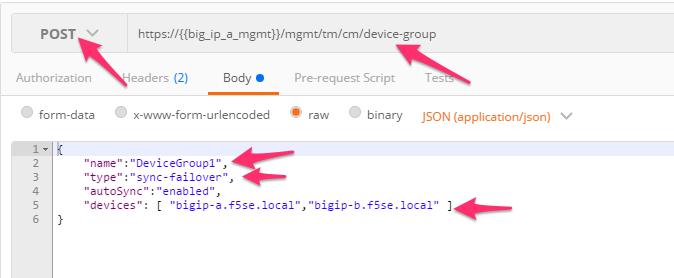 POST https://{{big_ip_a_mgmt}}/mgmt/tm/cm/device-group
Authorization Headers (2) Body Pre-request Script Tests
form-data x-www-form-urlencoded raw binary JSON (application/json)
1 {
2 "name":"DeviceGroup1",
3 "type":"sync-failover",
4 "autoSync":"enabled",
5 "devices": [ "bigip-a.f5se.local","bigip-b.f5se.local" ]
6 }